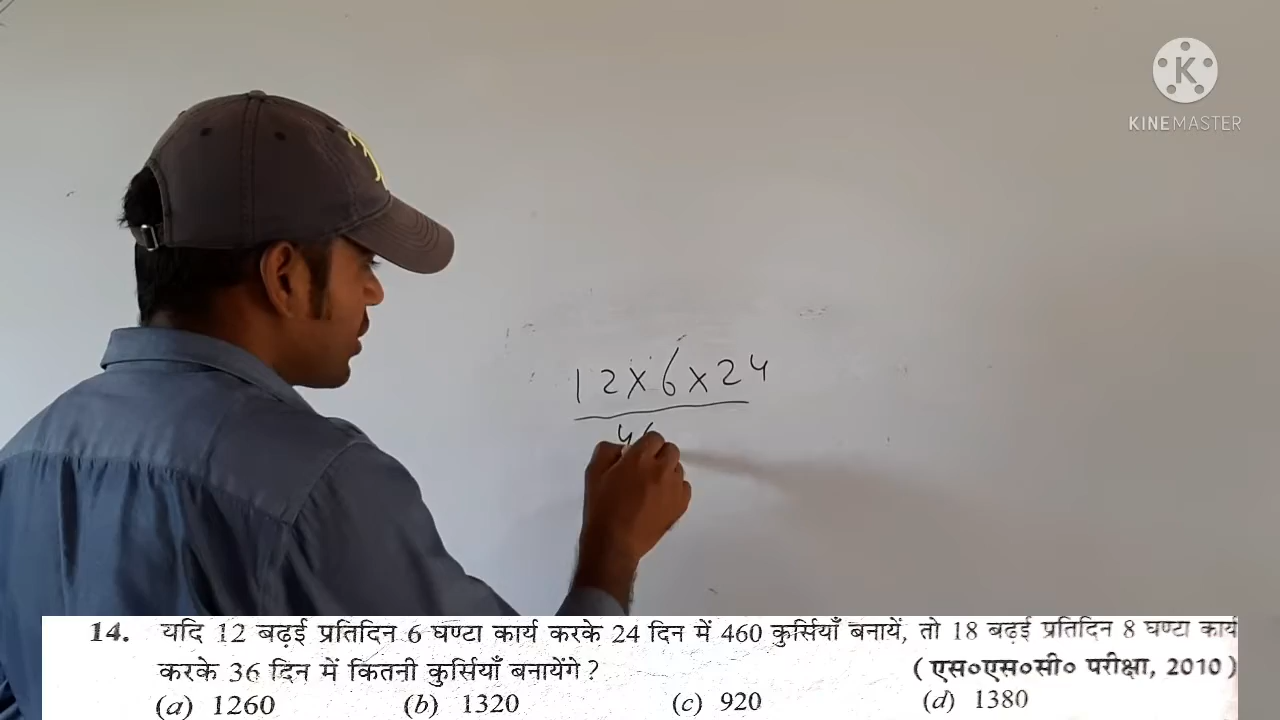 KINEMASTER
12×6×24
14. यदि 12 बढ़ई प्रतिदिन 6 घण्टा कार्य करके 24 दिन में 460 कुर्सियाँ बनायें, तो 18 बढ़ई प्रतिदिन 8 घण्टा कार्य
करके 36 दिन में कितनी कुर्सियाँ बनायेंगे ? (एस०एस०सी० परीक्षा, 2010)
(a) 1260 (b) 1320 (c) 920 (d) 1380